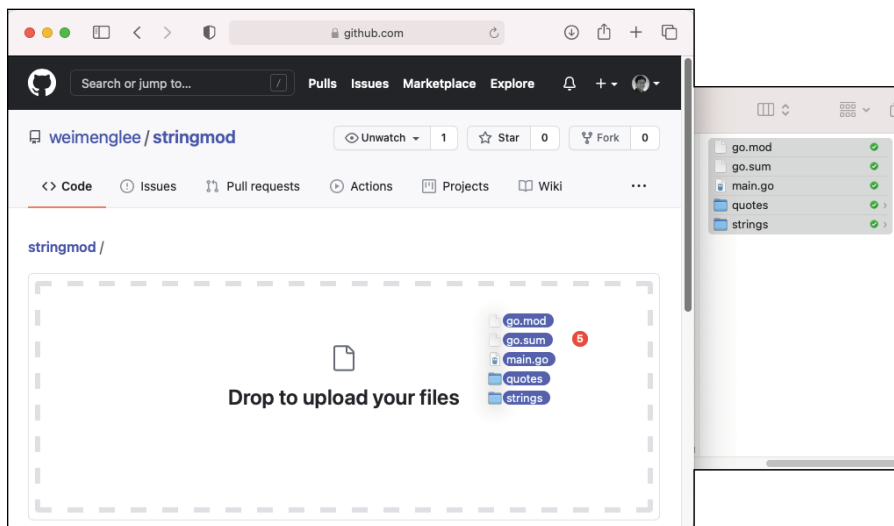 github.com
Search or jump to... / Pulls Issues Marketplace Explore
weimenglee / stringmod Unwatch 1 Star 0 Fork 0
<> Code Issues Pull requests Actions Projects Wiki ...
stringmod /
Drop to upload your files
go.mod
go.sum 5
main.go
quotes
strings
go.mod
go.sum
main.go
quotes
strings